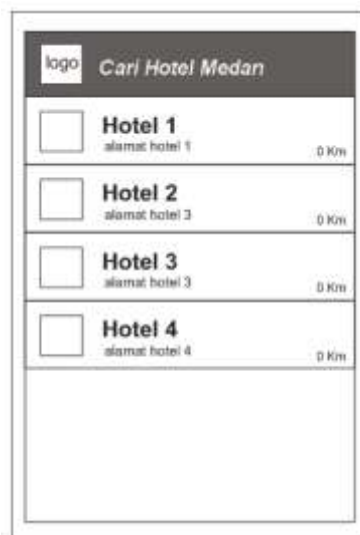 logo
Cari Hotel Medan
Hotel 1
alamat hotel 1
0 Km
Hotel 2
alamat hotel 3
0 Km
Hotel 3
alamat hotel 3
0 Km
Hotel 4
alamat hotel 4
0 Km